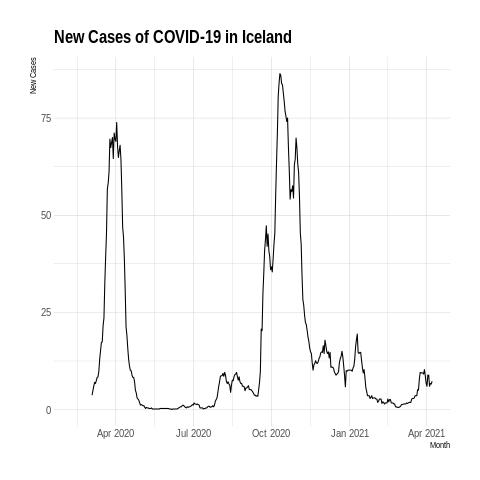 New Cases of COVID-19 in Iceland
New Cases
75
50
25
0
Apr 2020 Jul 2020 Oct 2020 Jan 2021 Apr 2021
Month